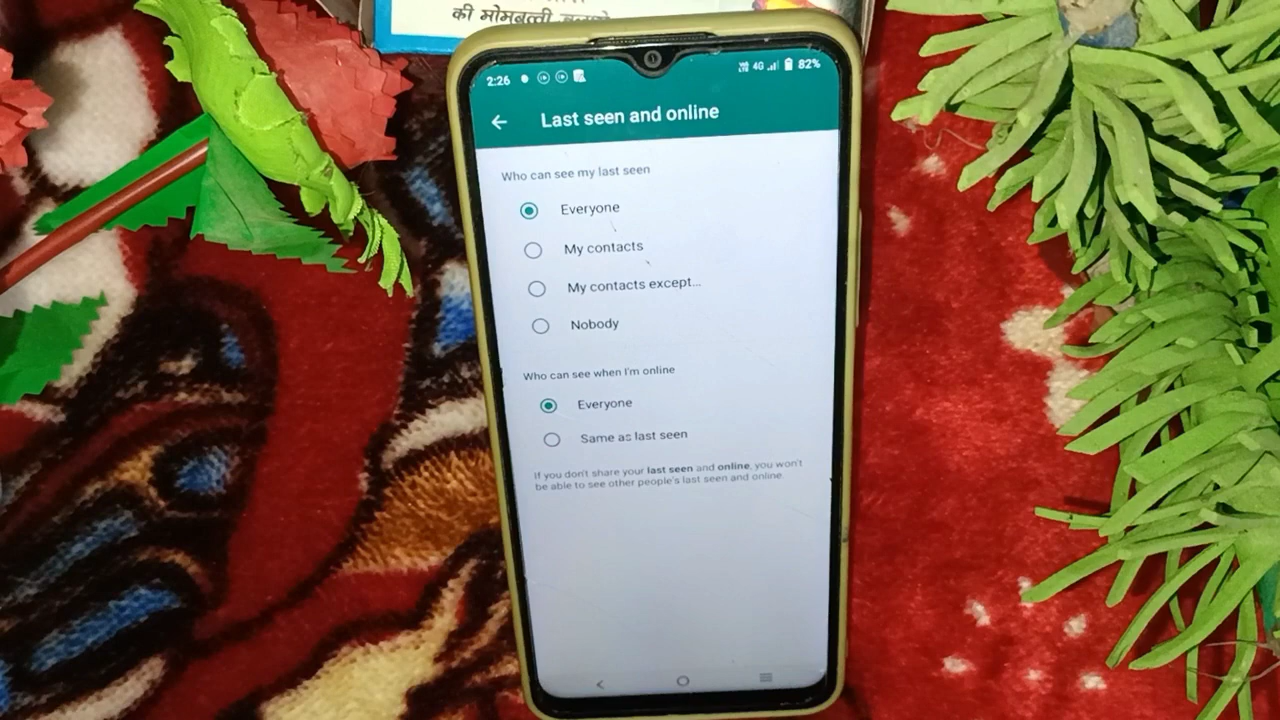 की मोमबत्ती
2:26 4G 82%
Last seen and online
Who can see my last seen
Everyone
My contacts
My contacts except...
Nobody
Who can see when I'm online
Everyone
Same as last seen
If you don't share your last seen and online, you won't
be able to see other people's last seen and online.